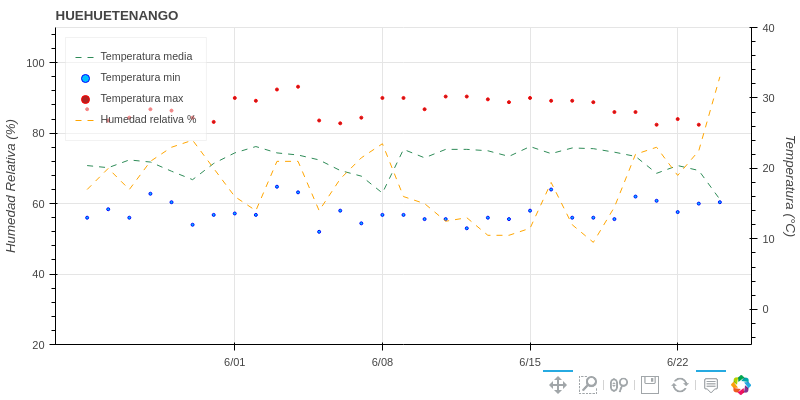 HUEHUETENANGO
Temperatura media
Temperatura min
Temperatura max
Humedad relativa %
Humedad Relativa (%)
100
80
60
40
20
Temperatura (°C)
40
30
20
10
0
6/01
6/08
6/15
6/22